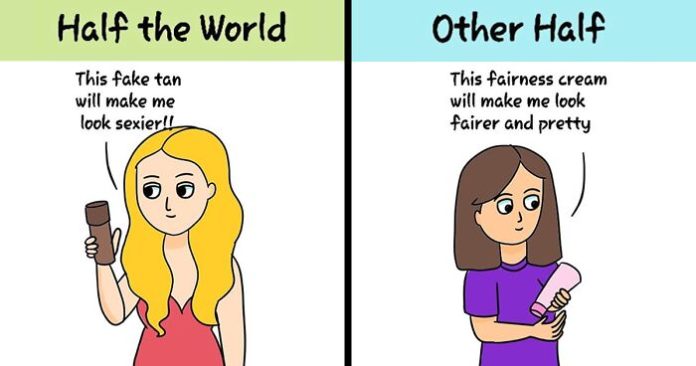 Half the World
This fake tan
will make me
look sexier!!
Other Half
This fairness cream
will make me look
fairer and pretty